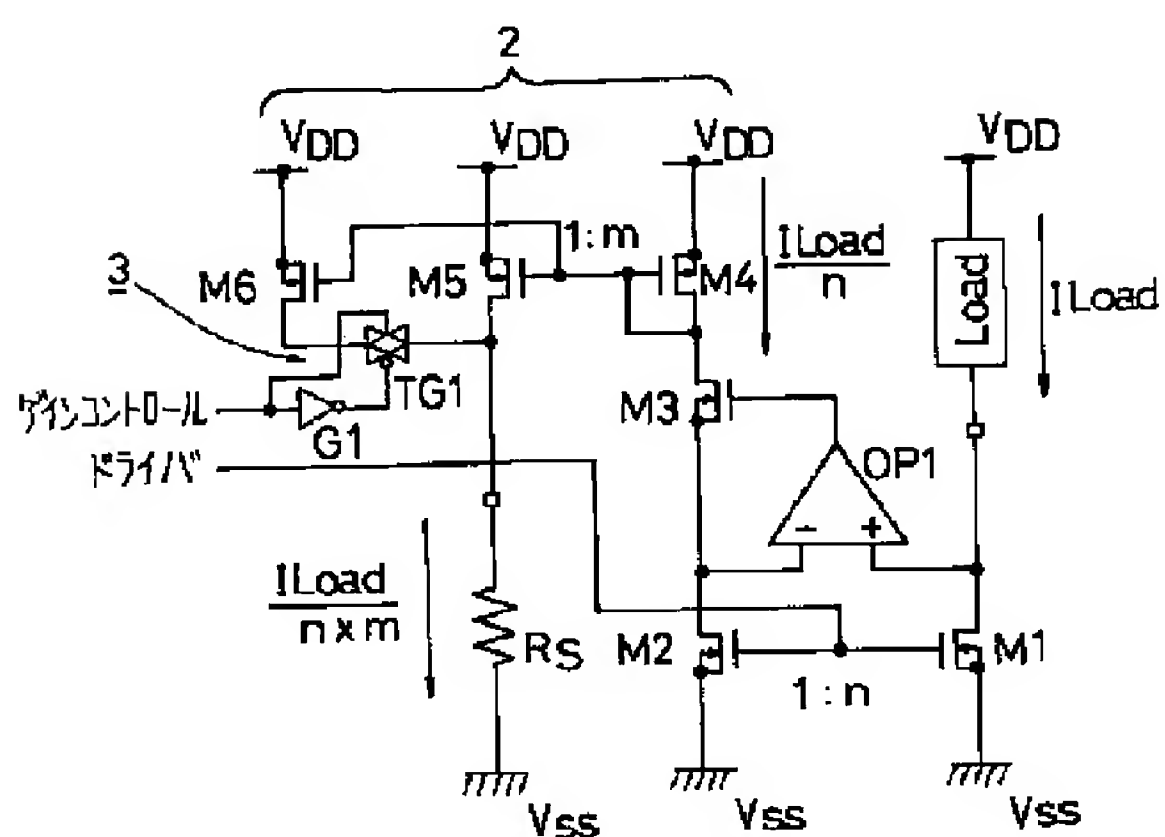 2
VDD
VDD
VDD
VDD
1:m
ILoad
n
3
M6
M5
M4
Load
ILoad
TG1
M3
ゲインコントロール
G1
ドライバ
OP1
-
+
ILoad
n x m
RS
M2
M1
1:n
VSS
VSS
VSS